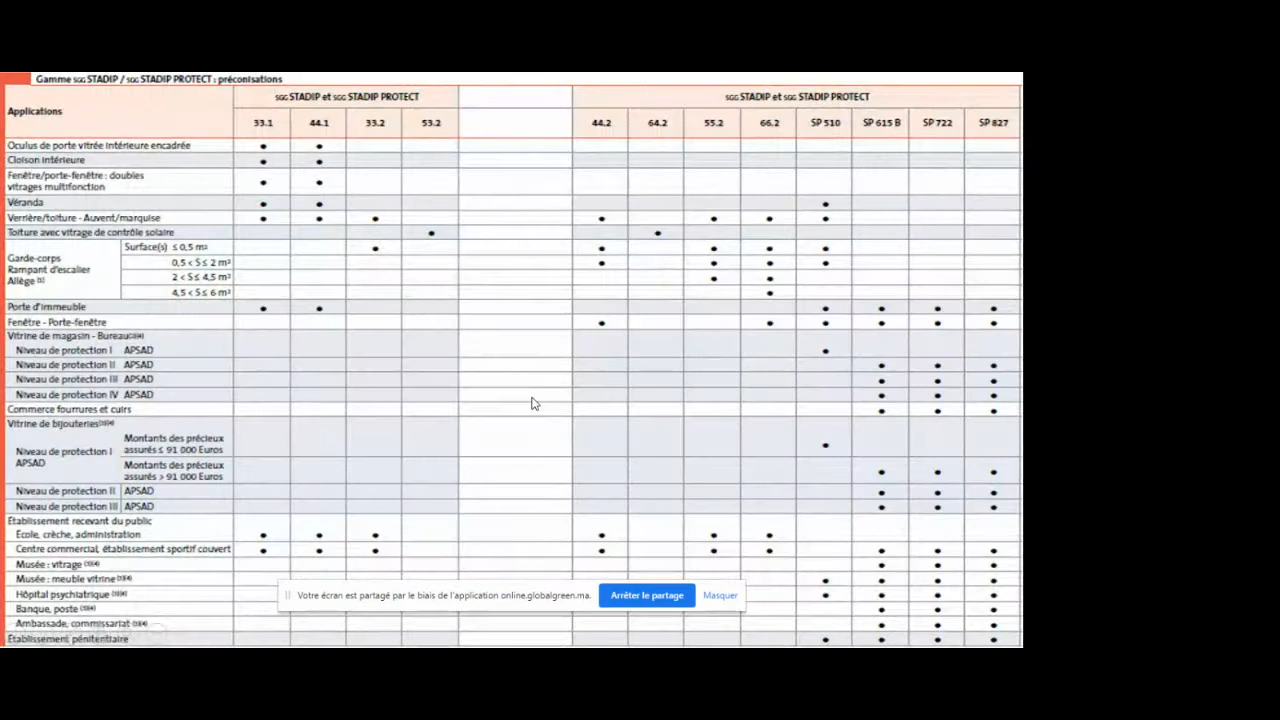 Gamme SGG STADIP / SGG STADIP PROTECT : préconisations
Applications
SGG STADIP et SGG STADIP PROTECT
SGG STADIP et SGG STADIP PROTECT
33.1 44.1 33.2 53.2 44.2 64.2 55.2 66.2 SP 510 SP 615 B SP 722 SP 827
Oculus de porte vitrée intérieure encadrée • •
Cloison intérieure • •
Fenêtre/porte-fenêtre : doubles
vitrages multifonction • •
Véranda • • •
Verrière/toiture - Auvent/marquise • • • • • • •
Toiture avec vitrage de contrôle solaire • •
Garde-corps
Rampant d'escalier
Allège [1]
Surface(s) ≤ 0,5 m² • • • • •
0,5 < S ≤ 2 m² • • • •
2 < S ≤ 4,5 m² • •
4,5 < S ≤ 6 m² •
Porte d'immeuble • • • • • •
Fenêtre - Porte-fenêtre • • • • • •
Vitrine de magasin - Bureau
Niveau de protection I APSAD •
Niveau de protection II APSAD • • •
Niveau de protection III APSAD • • •
Niveau de protection IV APSAD • • •
Commerce fourrures et cuirs • • •
Vitrine de bijouteries
Niveau de protection I
APSAD
Montants des précieux
assurés ≤ 91 000 Euros •
Montants des précieux
assurés > 91 000 Euros • • •
Niveau de protection II APSAD • • •
Niveau de protection III APSAD • • •
Etablissement recevant du public
Ecole, crèche, administration • • • • • •
Centre commercial, établissement sportif couvert • • • • • • • • •
Musée : vitrage • • •
Musée : meuble vitrine • • • •
Hôpital psychiatrique • • • •
Banque, poste • • •
Ambassade, commissariat • • •
Etablissement pénitentiaire • • • •
Votre écran est partagé par le biais de l'application online.globalgreen.ma.
Arrêter le partage
Masquer